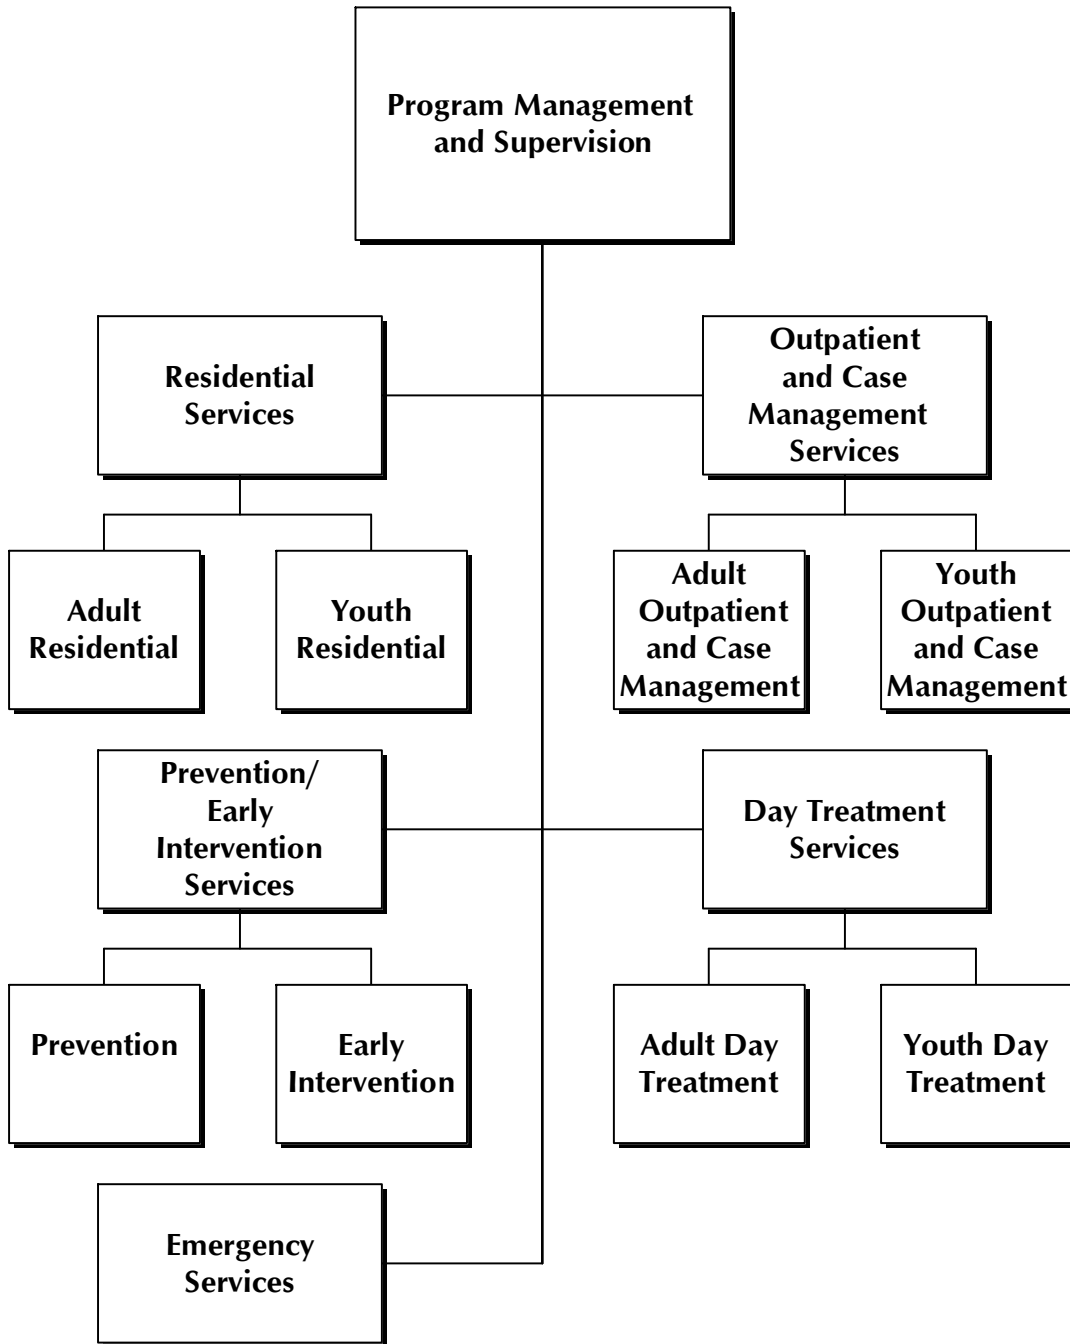 Program Management
and Supervision
Residential
Services
Outpatient
and Case
Management
Services
Adult
Residential
Youth
Residential
Adult
Outpatient
and Case
Management
Youth
Outpatient
and Case
Management
Prevention/
Early
Intervention
Services
Day Treatment
Services
Prevention
Early
Intervention
Adult Day
Treatment
Youth Day
Treatment
Emergency
Services